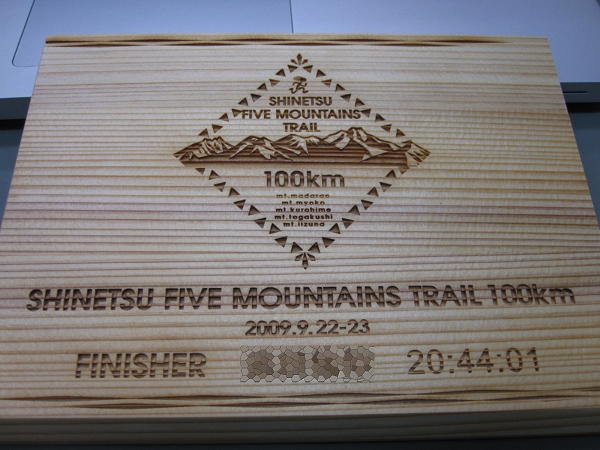 SHINETSU
FIVE MOUNTAINS
TRAIL
100km
mt.madarao
mt.myoko
mt.kurohime
mt.togakushi
mt.iizuna
SHINETSU FIVE MOUNTAINS TRAIL 100km
2009.9.22-23
FINISHER 20:44:01